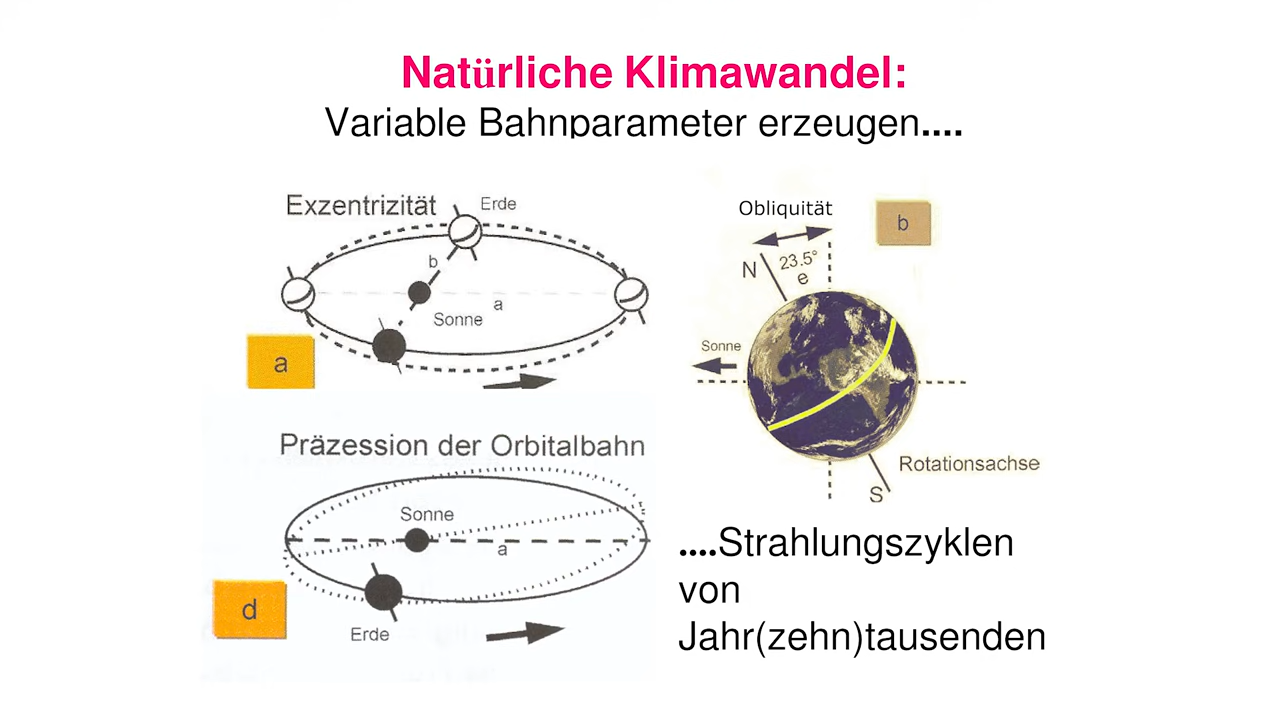 Natürliche Klimawandel:
Variable Bahnparameter erzeugen....
Exzentrizität
Erde
b
a
Sonne
a
Obliquität
b
N
23.5°
e
Sonne
Rotationsachse
S
Präzession der Orbitalbahn
Sonne
a
d
Erde
....Strahlungszyklen
von
Jahr(zehn)tausenden